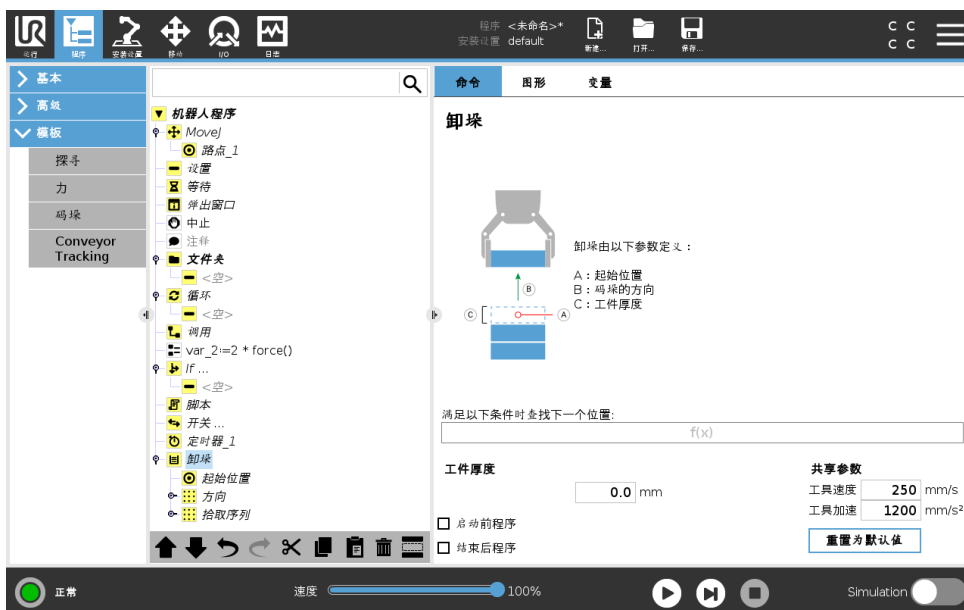 UR
运行
程序
安装设置
移动
I/O
日志
程序 <未命名>*
安装设置 default
新建...
打开...
保存...
C C
C C
基本
高级
模板
探寻
力
码垛
Conveyor
Tracking
机器人程序
MoveJ
路点_1
设置
等待
弹出窗口
中止
注释
文件夹
<空>
循环
<空>
调用
var_2:=2 * force()
If ...
<空>
脚本
开关 ...
定时器_1
卸垛
起始位置
方向
拾取序列
命令
图形
变量
卸垛
卸垛由以下参数定义：
A：起始位置
B：码垛的方向
C：工件厚度
B
C
A
满足以下条件时查找下一个位置:
f(x)
工件厚度
0.0 mm
启动前程序
结束后程序
共享参数
工具速度 250 mm/s
工具加速 1200 mm/s²
重置为默认值
正常
速度 100%
Simulation